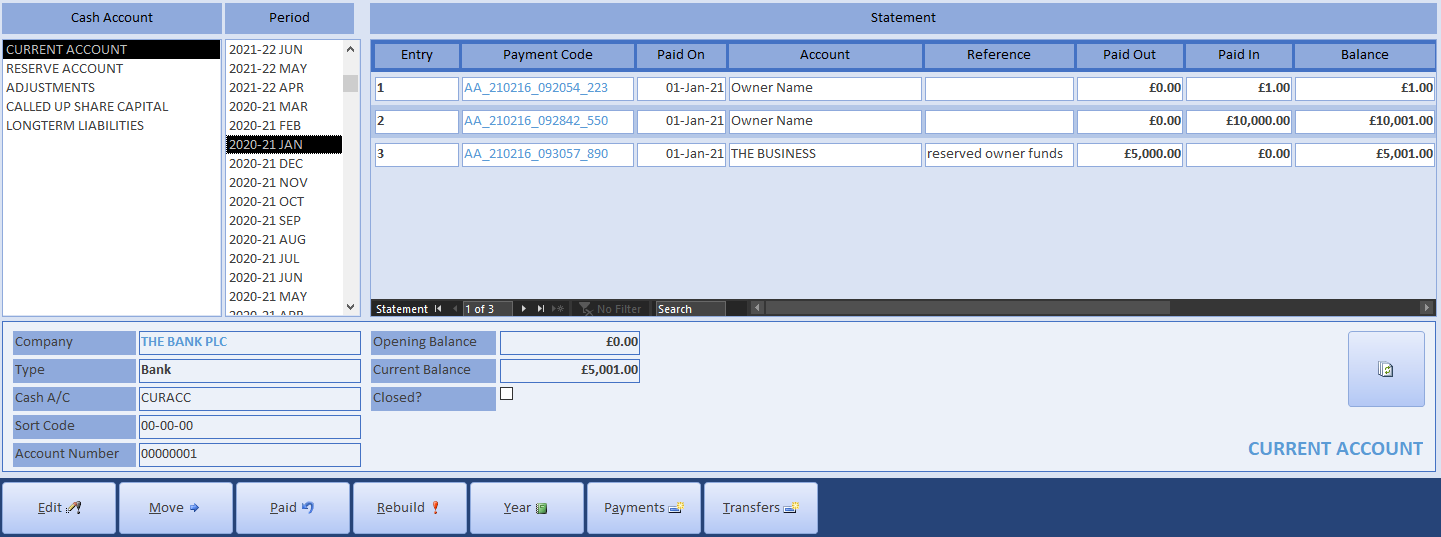 Cash Account Period Statement
CURRENT ACCOUNT
RESERVE ACCOUNT
ADJUSTMENTS
CALLED UP SHARE CAPITAL
LONGTERM LIABILITIES
2021-22 JUN
2021-22 MAY
2021-22 APR
2020-21 MAR
2020-21 FEB
2020-21 JAN
2020-21 DEC
2020-21 NOV
2020-21 OCT
2020-21 SEP
2020-21 AUG
2020-21 JUL
2020-21 JUN
2020-21 MAY
2020-21 APR
Entry Payment Code Paid On Account Reference Paid Out Paid In Balance
1 AA_210216_092054_223 01-Jan-21 Owner Name £0.00 £1.00 £1.00
2 AA_210216_092842_550 01-Jan-21 Owner Name £0.00 £10,000.00 £10,001.00
3 AA_210216_093057_890 01-Jan-21 THE BUSINESS reserved owner funds £5,000.00 £0.00 £5,001.00
Statement 1 of 3 No Filter Search
Company THE BANK PLC
Type Bank
Cash A/C CURACC
Sort Code 00-00-00
Account Number 00000001
Opening Balance £0.00
Current Balance £5,001.00
Closed?
CURRENT ACCOUNT
Edit Move Paid Rebuild Year Payments Transfers